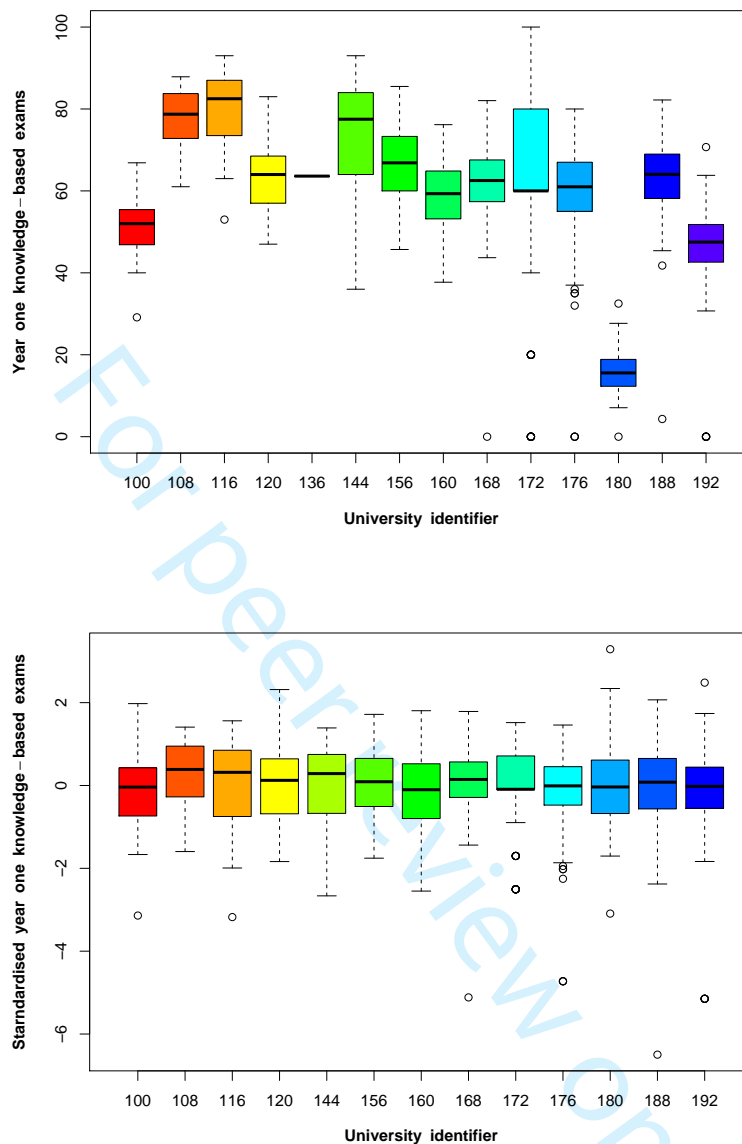 Year one knowledge−based exams
100
80
60
40
20
0
100 108 116 120 136 144 156 160 168 172 176 180 188 192
University identifier
For peer review on
Starndardised year one knowledge−based exams
2
0
−2
−4
−6
100 108 116 120 144 156 160 168 172 176 180 188 192
University identifier